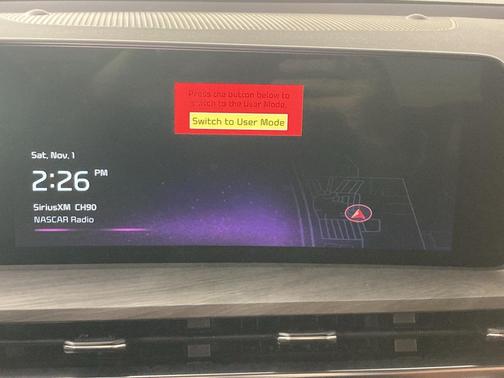 Press the button below to
switch to the User Mode.
Switch to User Mode
Sat, Nov. 1
2:26 PM
SiriusXM CH90
NASCAR Radio